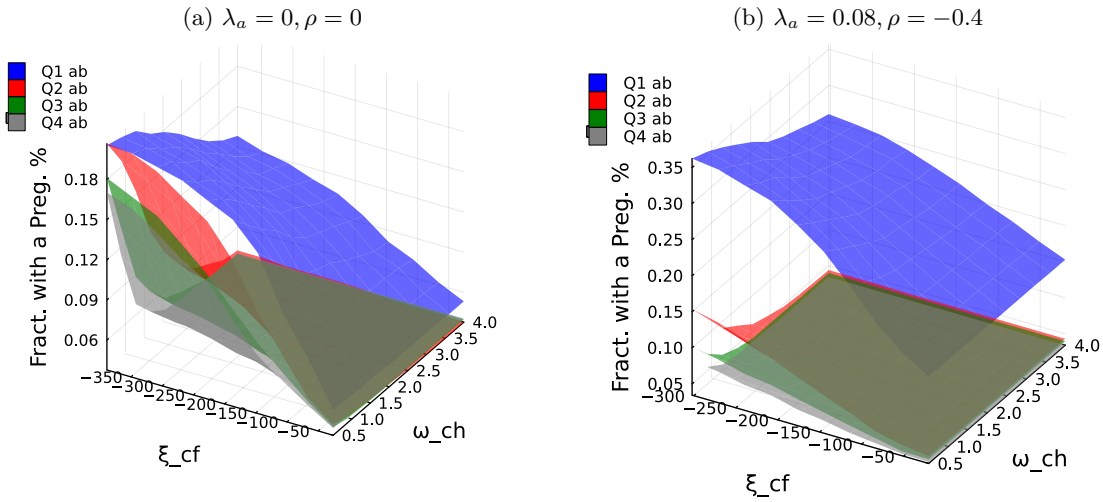 (a) λₐ = 0, ρ = 0
Q1 ab
Q2 ab
Q3 ab
Q4 ab
Fract. with a Preg. %
0.18
0.15
0.12
0.09
0.06
−350
−300
−250
−200
−150
−100
−50
ξ_cf
0.5
1.0
1.5
2.0
2.5
3.0
3.5
4.0
ω_ch
(b) λₐ = 0.08, ρ = −0.4
Q1 ab
Q2 ab
Q3 ab
Q4 ab
Fract. with a Preg. %
0.35
0.30
0.25
0.20
0.15
0.10
0.05
−300
−250
−200
−150
−100
−50
ξ_cf
0.5
1.0
1.5
2.0
2.5
3.0
3.5
4.0
ω_ch